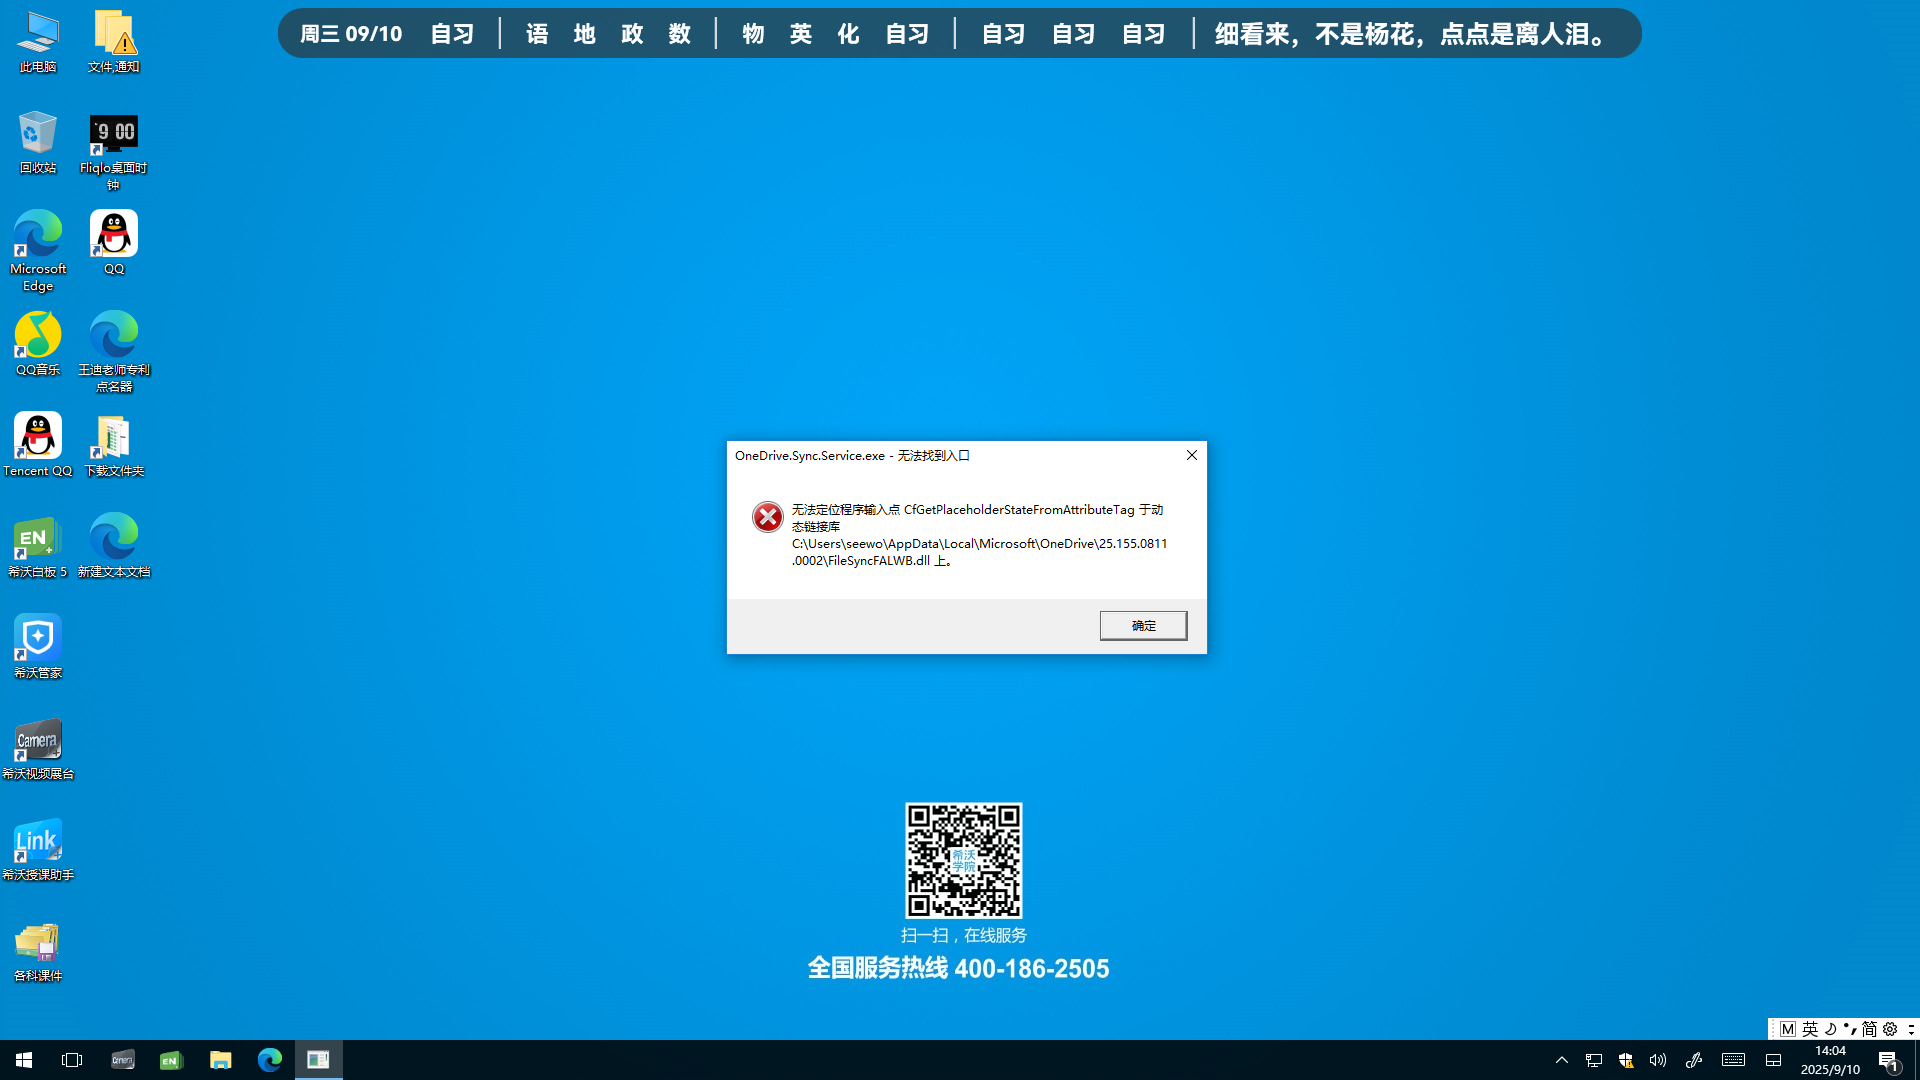 周三 09/10 自习 | 语 地 政 数 | 物 英 化 自习 | 自习 自习 自习 | 细看来，不是杨花，点点是离人泪。
此电脑
文件,通知
回收站
9 00
Fliqlo桌面时
钟
Microsoft
Edge
QQ
QQ音乐
王迪老师专利
点名器
Tencent QQ
下载文件夹
EN
希沃白板 5
新建文本文档
希沃管家
Camera
希沃视频展台
Link
希沃授课助手
各科课件
OneDrive.Sync.Service.exe - 无法找到入口
无法定位程序输入点 CfGetPlaceholderStateFromAttributeTag 于动
态链接库
C:\Users\seewo\AppData\Local\Microsoft\OneDrive\25.155.0811
.0002\FileSyncFALWB.dll 上。
确定
希沃
学院
扫一扫，在线服务
全国服务热线 400-186-2505
M 英 简
Camera
EN
14:04
2025/9/10
1